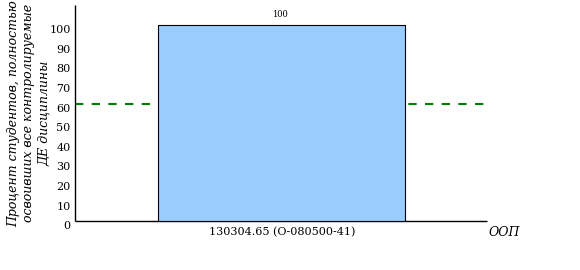 Процент студентов, полностью
освоивших все контролируемые
ДЕ дисциплины
100
100
90
80
70
60
50
40
30
20
10
0
130304.65 (О-080500-41)
ООП